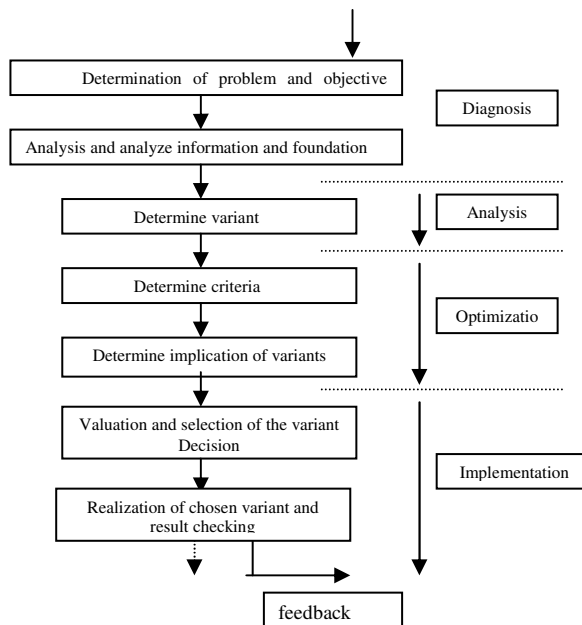 Determination of problem and objective
Diagnosis
Analysis and analyze information and foundation
Determine variant
Analysis
Determine criteria
Optimizatio
Determine implication of variants
Valuation and selection of the variant
Decision
Implementation
Realization of chosen variant and
result checking
feedback